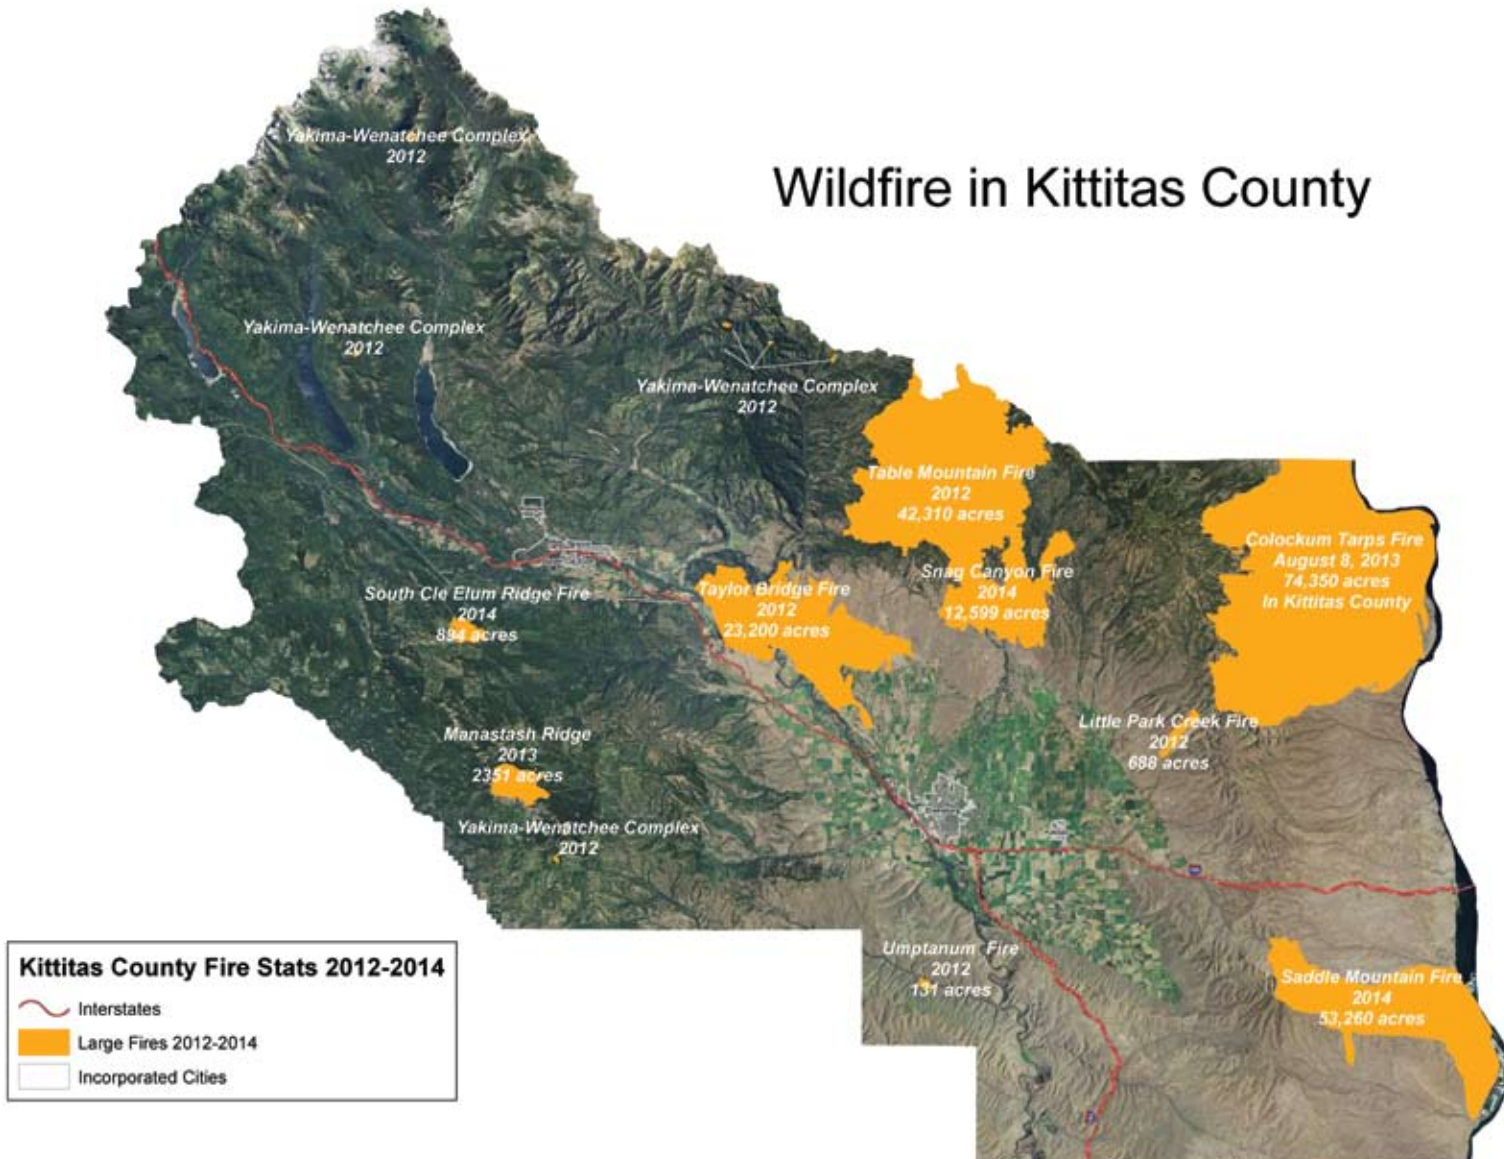 Wildfire in Kittitas County
Yakima-Wenatchee Complex
2012
Yakima-Wenatchee Complex
2012
Yakima-Wenatchee Complex
2012
Table Mountain Fire
2012
42,310 acres
Colockum Tarps Fire
August 8, 2013
74,350 acres
In Kittitas County
Snag Canyon Fire
2014
12,599 acres
Taylor Bridge Fire
2012
23,200 acres
South Cle Elum Ridge Fire
2014
894 acres
Little Park Creek Fire
2012
688 acres
Manastash Ridge
2013
2351 acres
Yakima-Wenatchee Complex
2012
Umptanum Fire
2012
131 acres
Saddle Mountain Fire
2014
53,260 acres
Kittitas County Fire Stats 2012-2014
Interstates
Large Fires 2012-2014
Incorporated Cities